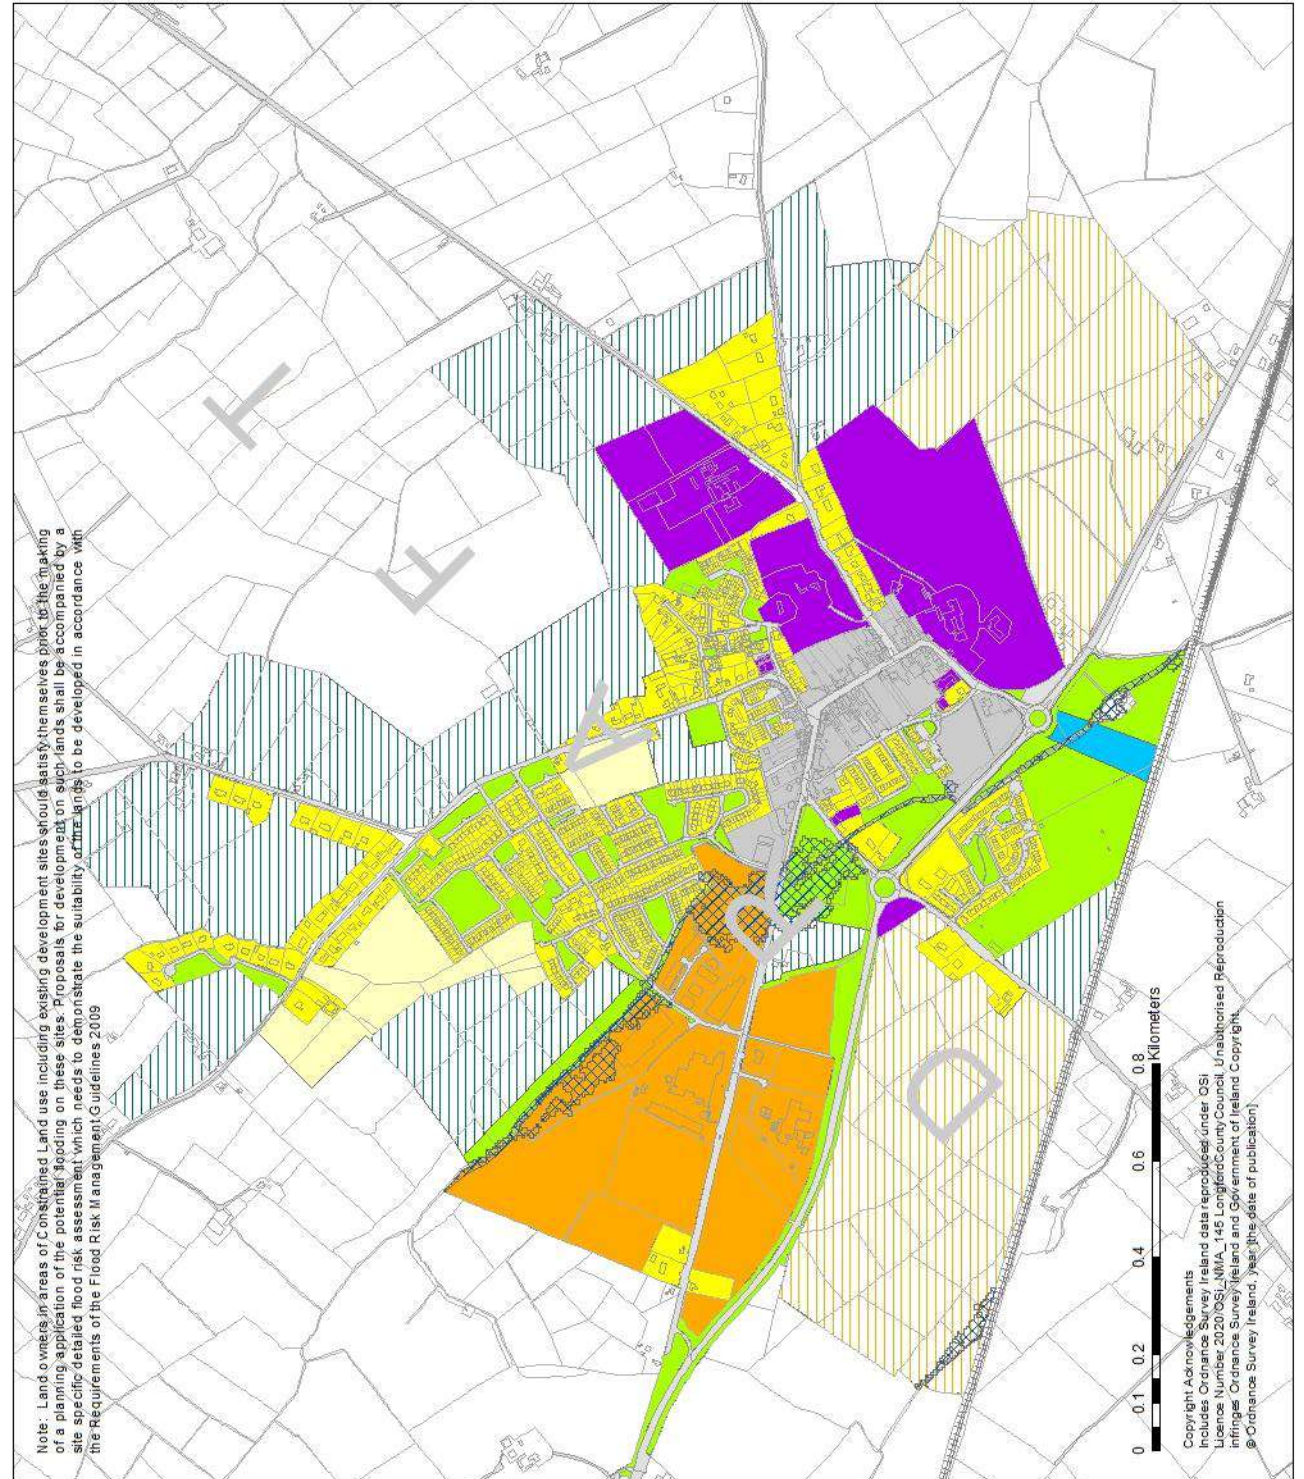 Note: Land owners in areas of Constrained Land use including existing development sites should satisfy themselves prior to the making
of a planning application of the potential flooding on these sites. Proposals for development on such lands shall be accompanied by a
site specific detailed flood risk assessment which needs to demonstrate the suitability of the lands to be developed in accordance with
the Requirements of the Flood Risk Management Guidelines 2009
DRAFT
0 0.1 0.2 0.4 0.6 0.8
Kilometers
Copyright Acknowledgements
Includes Ordnance Survey Ireland data reproduced under OSi
Licence Number 2020/OSi_NMA_145 Longford County Council. Unauthorised Reproduction
infringes Ordnance Survey Ireland and Government of Ireland Copyright.
© Ordnance Survey Ireland, year [the date of publication]